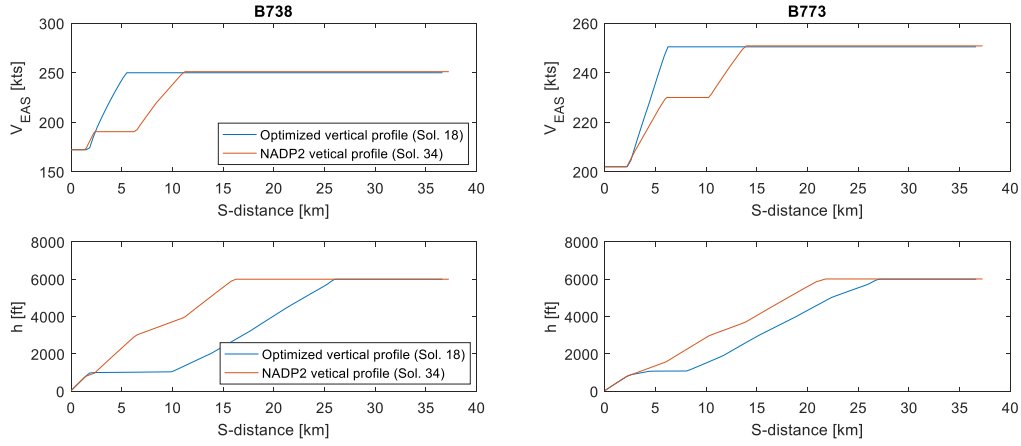 B738
300
250
200
150
V_EAS [kts]
0 5 10 15 20 25 30 35 40
S-distance [km]
Optimized vertical profile (Sol. 18)
NADP2 vetical profile (Sol. 34)
B773
260
240
220
200
V_EAS [kts]
0 5 10 15 20 25 30 35 40
S-distance [km]
8000
6000
4000
2000
0
h [ft]
0 5 10 15 20 25 30 35 40
S-distance [km]
Optimized vertical profile (Sol. 18)
NADP2 vetical profile (Sol. 34)
8000
6000
4000
2000
0
h [ft]
0 5 10 15 20 25 30 35 40
S-distance [km]